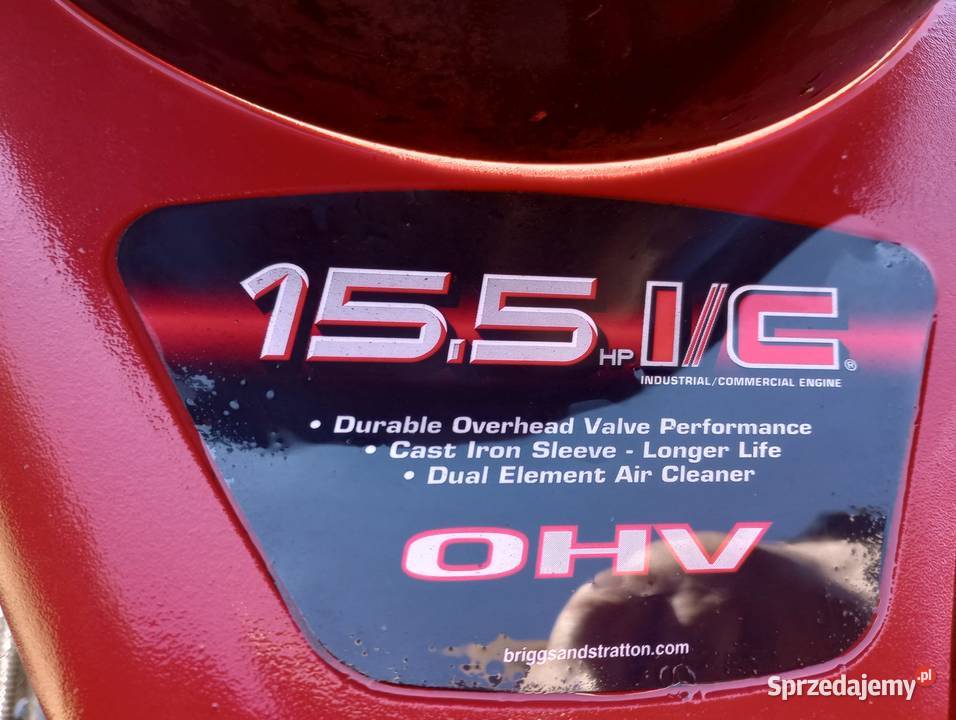 15.5 HP I/C ®
INDUSTRIAL/COMMERCIAL ENGINE
• Durable Overhead Valve Performance
• Cast Iron Sleeve - Longer Life
• Dual Element Air Cleaner
OHV
briggsandstratton.com
Sprzedajemy.pl